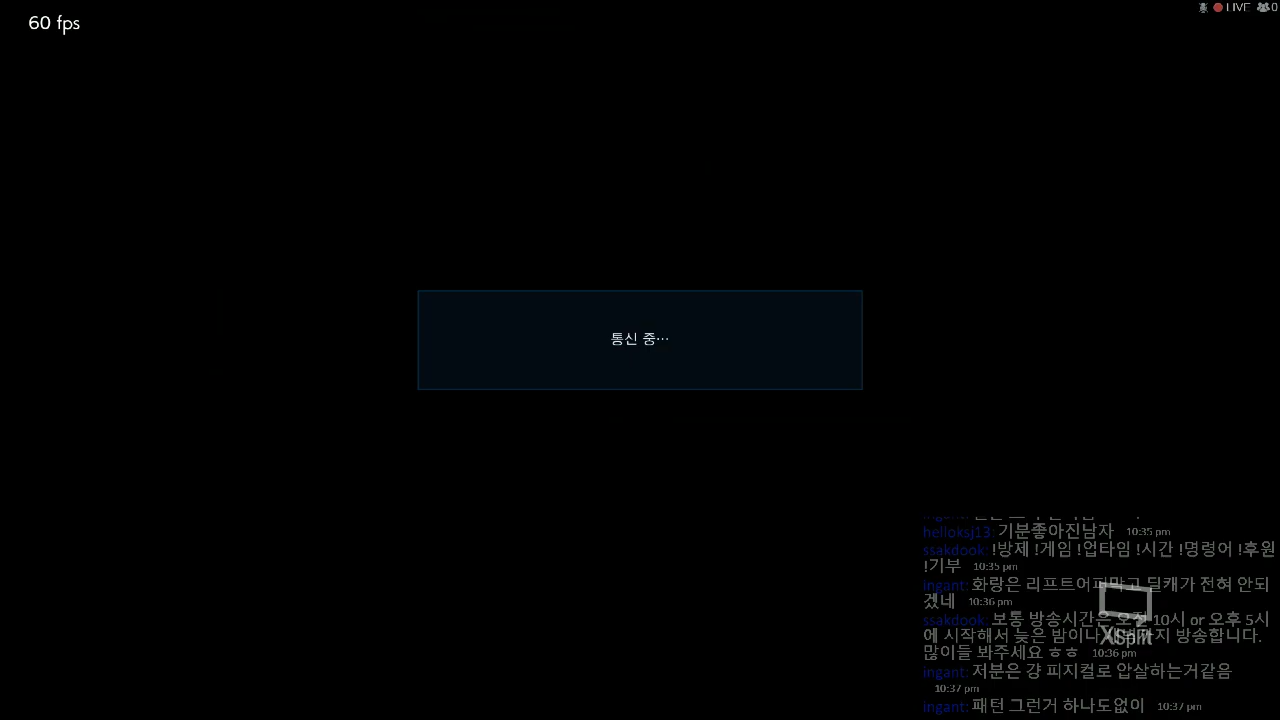 60 fps
LIVE 0
통신 중…
helloksj13: 기분좋아진남자 10:35 pm
ssakdook: !방제 !게임 !업타임 !시간 !명령어 !후원
!기부 10:35 pm
ingant: 화랑은 리프트어퍼막고 딜캐가 전혀 안되
겠네 10:36 pm
ssakdook: 보통 방송시간은 오전 10시 or 오후 5시
에 시작해서 늦은 밤이나 방송합니다.
XSplit
많이들 봐주세요 ㅎㅎ 10:36 pm
ingant: 저분은 걍 피지컬로 압살하는거같음
10:37 pm
ingant: 패턴 그런거 하나도없이 10:37 pm